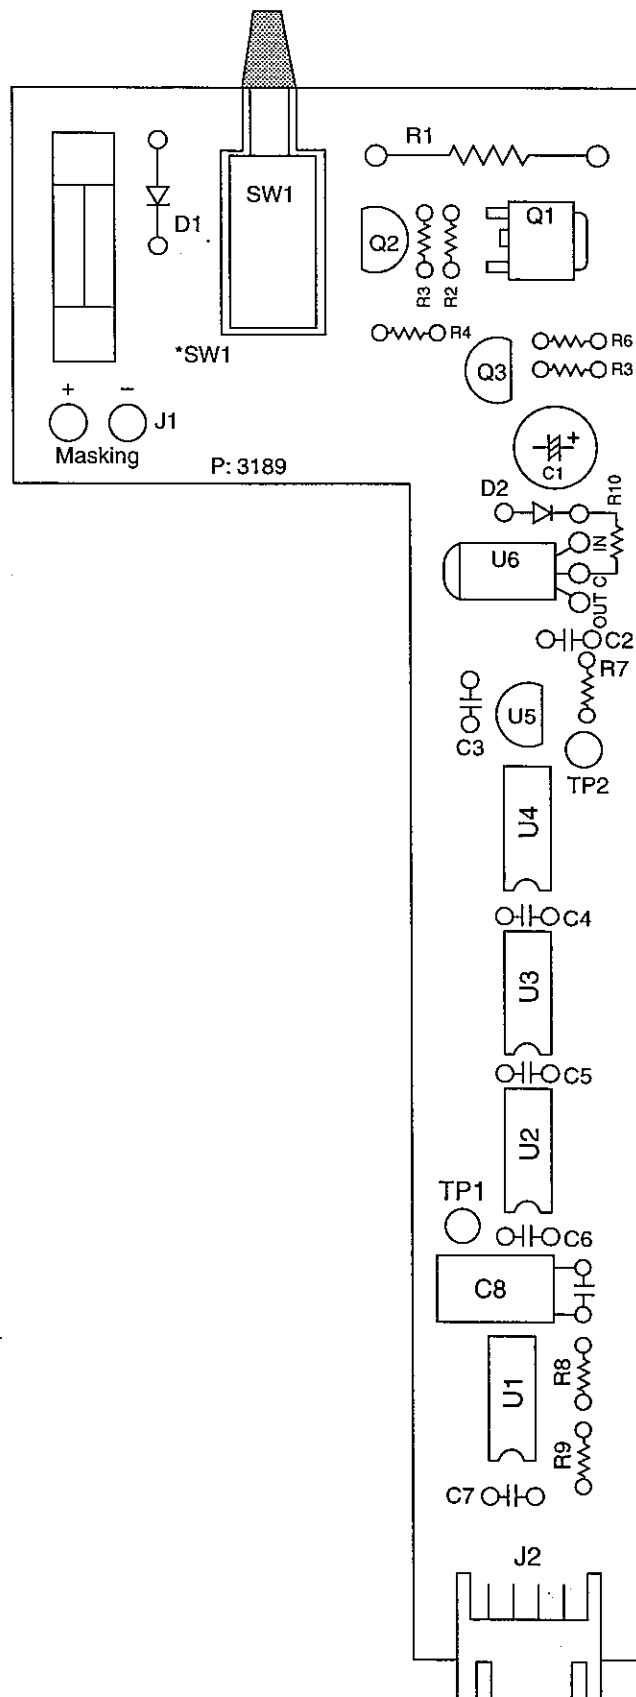 R1
SW1
Q1
D1
Q2
R3
R2
*SW1
R4
R6
Q3
R3
+ −
J1
Masking
+
C1
P: 3189
D2
R10
IN
U6
C
OUT
C2
R7
U5
C3
TP2
U4
C4
U3
C5
U2
TP1
C6
C8
R8
U1
R9
C7
J2